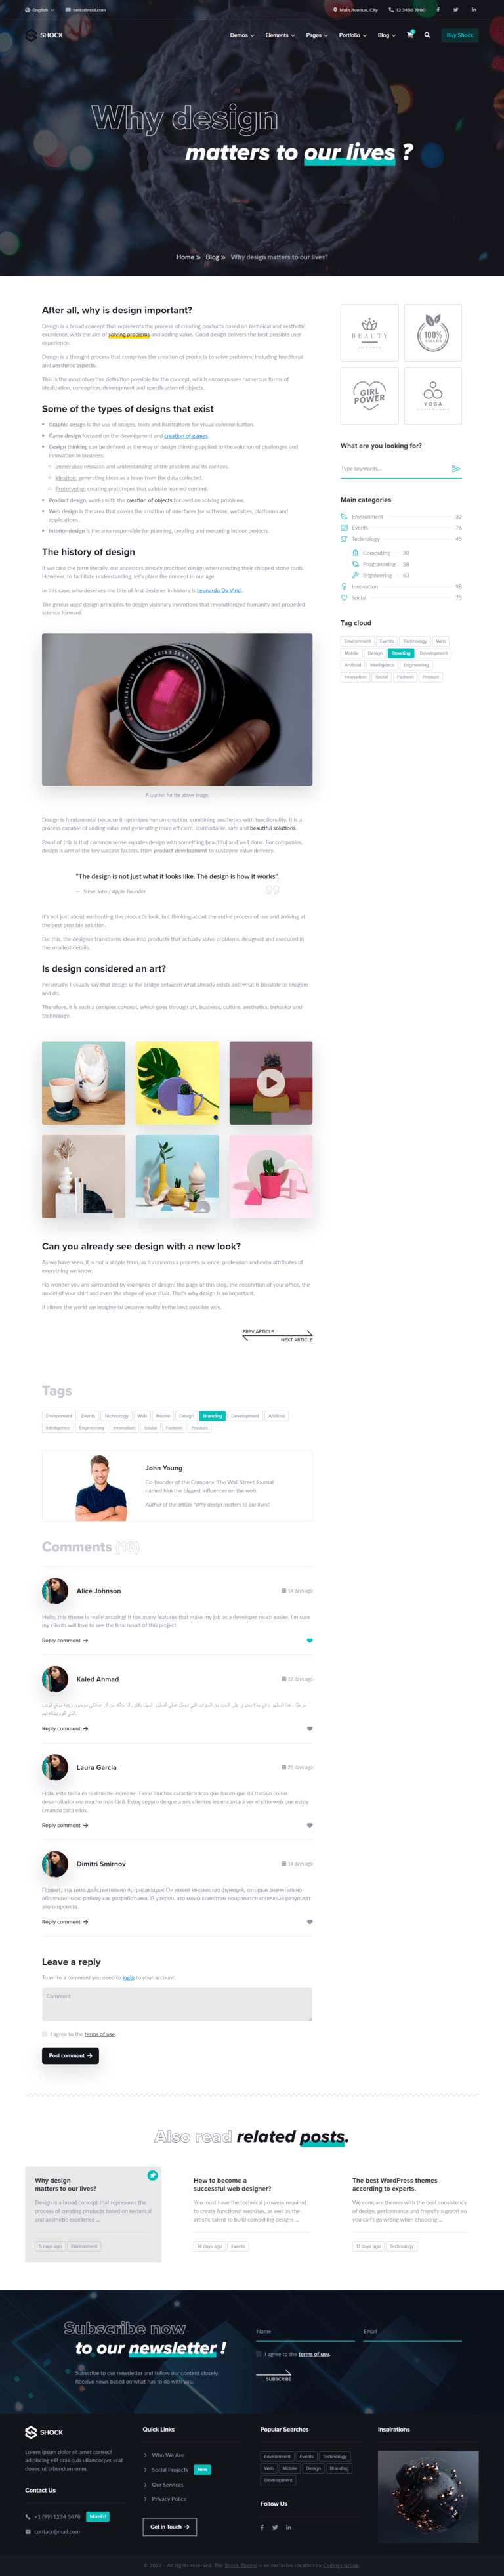 English
hello@mail.com
Main Avenue, City
12 3456 7890
SHOCK
Demos
Elements
Pages
Portfolio
Blog
Buy Shock
Why design
matters to our lives ?
Home » Blog » Why design matters to our lives?
After all, why is design important?
Design is a broad concept that represents the process of creating products based on technical and aesthetic
excellence, with the aim of solving problems and adding value. Good design delivers the best possible user
experience.
Design is a thought process that comprises the creation of products to solve problems, including functional
and aesthetic aspects.
This is the most objective definition possible for the concept, which encompasses numerous forms of
idealization, conception, development and specification of objects.
Some of the types of designs that exist
Graphic design is the use of images, texts and illustrations for visual communication.
Game design focused on the development and creation of games.
Design thinking can be defined as the way of design thinking applied to the solution of challenges and
innovation in business:
Immersion: research and understanding of the problem and its context.
Ideation: generating ideas as a team from the data collected.
Prototyping: creating prototypes that validate learned content.
Product design, works with the creation of objects focused on solving problems.
Web design is the area that covers the creation of interfaces for software, websites, platforms and
applications.
Interior design is the area responsible for planning, creating and executing indoor projects.
The history of design
If we take the term literally, our ancestors already practiced design when creating their chipped stone tools.
However, to facilitate understanding, let's place the concept in our age.
In this case, who deserves the title of first designer in history is Leonardo Da Vinci.
The genius used design principles to design visionary inventions that revolutionized humanity and propelled
science forward.
A caption for the above image.
Design is fundamental because it optimizes human creation, combining aesthetics with functionality. It is a
process capable of adding value and generating more efficient, comfortable, safe and beautiful solutions.
Proof of this is that common sense equates design with something beautiful and well done. For companies,
design is one of the key success factors, from product development to customer value delivery.
"The design is not just what it looks like. The design is how it works".
— Steve Jobs / Apple Founder
It's not just about enchanting the product's look, but thinking about the entire process of use and arriving at
the best possible solution.
For this, the designer transforms ideas into products that actually solve problems, designed and executed in
the smallest details.
Is design considered an art?
Personally, I usually say that design is the bridge between what already exists and what is possible to imagine
and do.
Therefore, it is such a complex concept, which goes through art, business, culture, aesthetics, behavior and
technology.
Can you already see design with a new look?
As we have seen, it is not a simple term, as it concerns a process, science, profession and even attributes of
everything we know.
No wonder you are surrounded by examples of design: the page of this blog, the decoration of your office, the
model of your shirt and even the shape of your chair. That's why design is so important.
It allows the world we imagine to become reality in the best possible way.
PREV ARTICLE
NEXT ARTICLE
BEAUTY
100%
ORGANIC
GIRL
POWER
YOGA
What are you looking for?
Type keywords...
Main categories
Environment 32
Events 76
Technology 43
Computing 30
Programming 58
Engineering 63
Innovation 98
Social 75
Tag cloud
Environment Events Technology Web
Mobile Design Branding Development
Artificial Intelligence Engineering
Innovation Social Fashion Product
Tags
Environment Events Technology Web Mobile Design Branding Development Artificial
Intelligence Engineering Innovation Social Fashion Product
John Young
Co-founder of the Company. The Wall Street Journal
named him the biggest influencer on the web.
Author of the article "Why design matters to our lives".
Comments (16)
Alice Johnson
14 days ago
Hello, this theme is really amazing! It has many features that make my job as a developer much easier. I'm sure
my clients will love to see the final result of this project.
Reply comment
Kaled Ahmad
17 days ago
Reply comment
Laura Garcia
26 days ago
Hola, este tema es realmente increíble! Tiene muchas características que hacen que mi trabajo como
desarrollador sea mucho más fácil. Estoy seguro de que a mis clientes les encantará ver el sitio web que estoy
creando para ellos.
Reply comment
Dimitri Smirnov
14 days ago
Привет, эта тема действительно потрясающая! Он имеет множество функций, которые значительно
облегчают мою работу как разработчика. Я уверен, что моим клиентам понравится конечный результат
этого проекта.
Reply comment
Leave a reply
To write a comment you need to login to your account.
Comment
I agree to the terms of use.
Post comment
Also read related posts.
Why design
matters to our lives?
Design is a broad concept that represents the
process of creating products based on technical
and aesthetic excellence ...
5 days ago Environment
How to become a
successful web designer?
You must have the technical prowess required
to create functional websites, as well as the
artistic talent to build compelling designs ...
14 days ago Events
The best WordPress themes
according to experts.
We compare themes with the best consistency
of design, performance and friendly support so
you can't go wrong when choosing ...
17 days ago Technology
Subscribe now
to our newsletter !
Subscribe to our newsletter and follow our content closely.
Receive news based on what has to do with you.
Name
Email
I agree to the terms of use.
SUBSCRIBE
SHOCK
Lorem ipsum dolor sit amet consect
adipiscing elit cras quis ullamcorper erat
donec at bibendum enim.
Contact Us
+1 (99) 1234 5678 Mon-Fri
contact@mail.com
Quick Links
Who We Are
Social Projects New
Our Services
Privacy Police
Get in Touch
Popular Searches
Environment Events Technology
Web Mobile Design Branding
Development
Follow Us
Inspirations
© 2022 - All rights reserved. The Shock Theme is an exclusive creation by Codings Group.